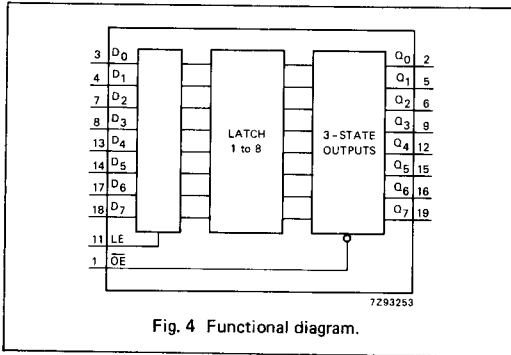 3 D0 Q0 2
4 D1 Q1 5
7 D2 Q2 6
8 D3 Q3 9
13 D4 Q4 12
14 D5 Q5 15
17 D6 Q6 16
18 D7 Q7 19
LATCH
1 to 8
3-STATE
OUTPUTS
11 LE
1 O̅E̅
7Z93253
Fig. 4 Functional diagram.